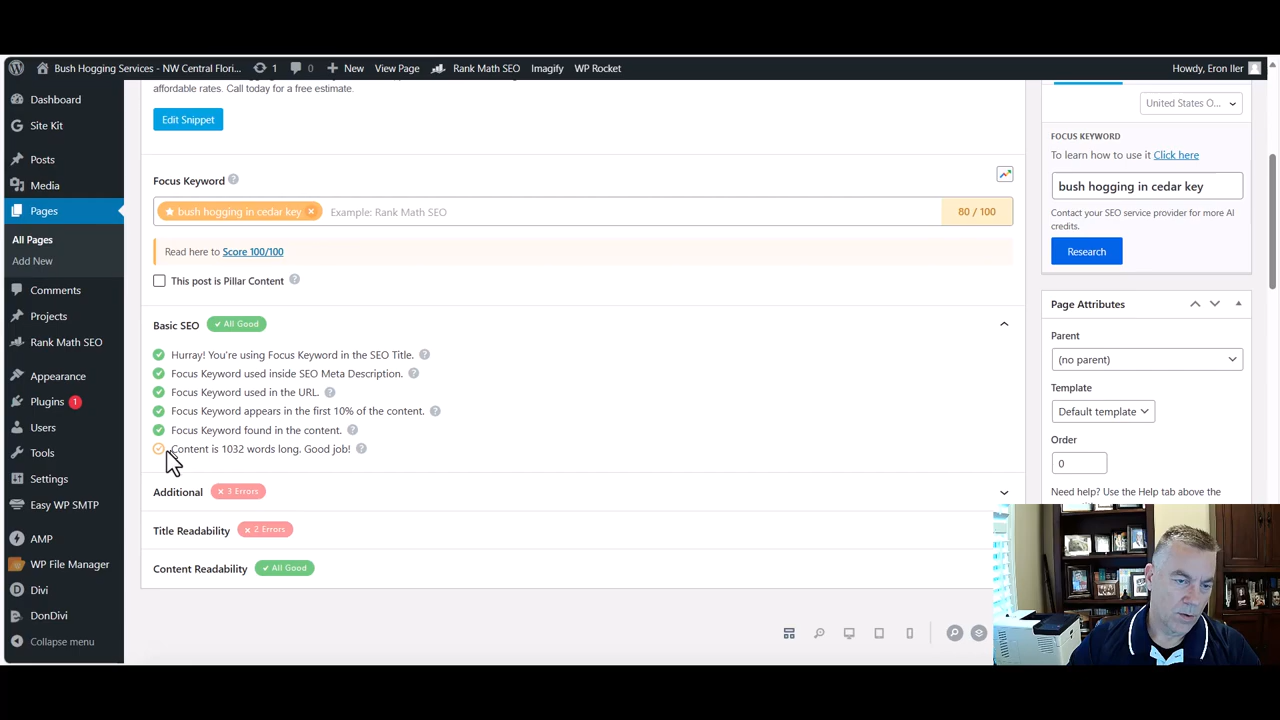 Bush Hogging Services - NW Central Flori... 1 0 New View Page Rank Math SEO Imagify WP Rocket Howdy, Eron Iler
Dashboard
Site Kit
Posts
Media
Pages
All Pages
Add New
Comments
Projects
Rank Math SEO
Appearance
Plugins 1
Users
Tools
Settings
Easy WP SMTP
AMP
WP File Manager
Divi
DonDivi
Collapse menu
affordable rates. Call today for a free estimate.
Edit Snippet
Focus Keyword
bush hogging in cedar key Example: Rank Math SEO 80 / 100
Read here to Score 100/100
This post is Pillar Content
Basic SEO All Good
Hurray! You're using Focus Keyword in the SEO Title.
Focus Keyword used inside SEO Meta Description.
Focus Keyword used in the URL.
Focus Keyword appears in the first 10% of the content.
Focus Keyword found in the content.
Content is 1032 words long. Good job!
Additional 3 Errors
Title Readability 2 Errors
Content Readability All Good
United States O...
FOCUS KEYWORD
To learn how to use it Click here
bush hogging in cedar key
Contact your SEO service provider for more AI
credits.
Research
Page Attributes
Parent
(no parent)
Template
Default template
Order
0
Need help? Use the Help tab above the